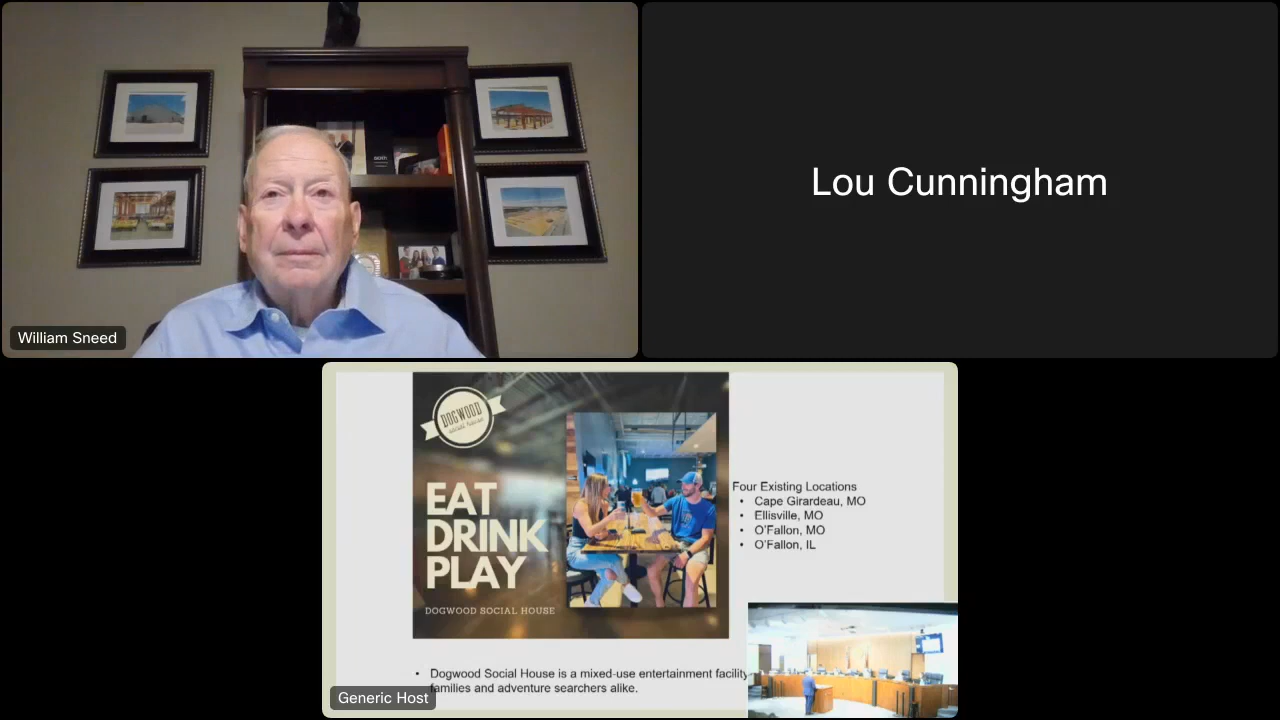 William Sneed
Lou Cunningham
DOGWOOD
social house
EAT
DRINK
PLAY
DOGWOOD SOCIAL HOUSE
Four Existing Locations
• Cape Girardeau, MO
• Ellisville, MO
• O'Fallon, MO
• O'Fallon, IL
• Dogwood Social House is a mixed-use entertainment facility
families and adventure searchers alike.
Generic Host